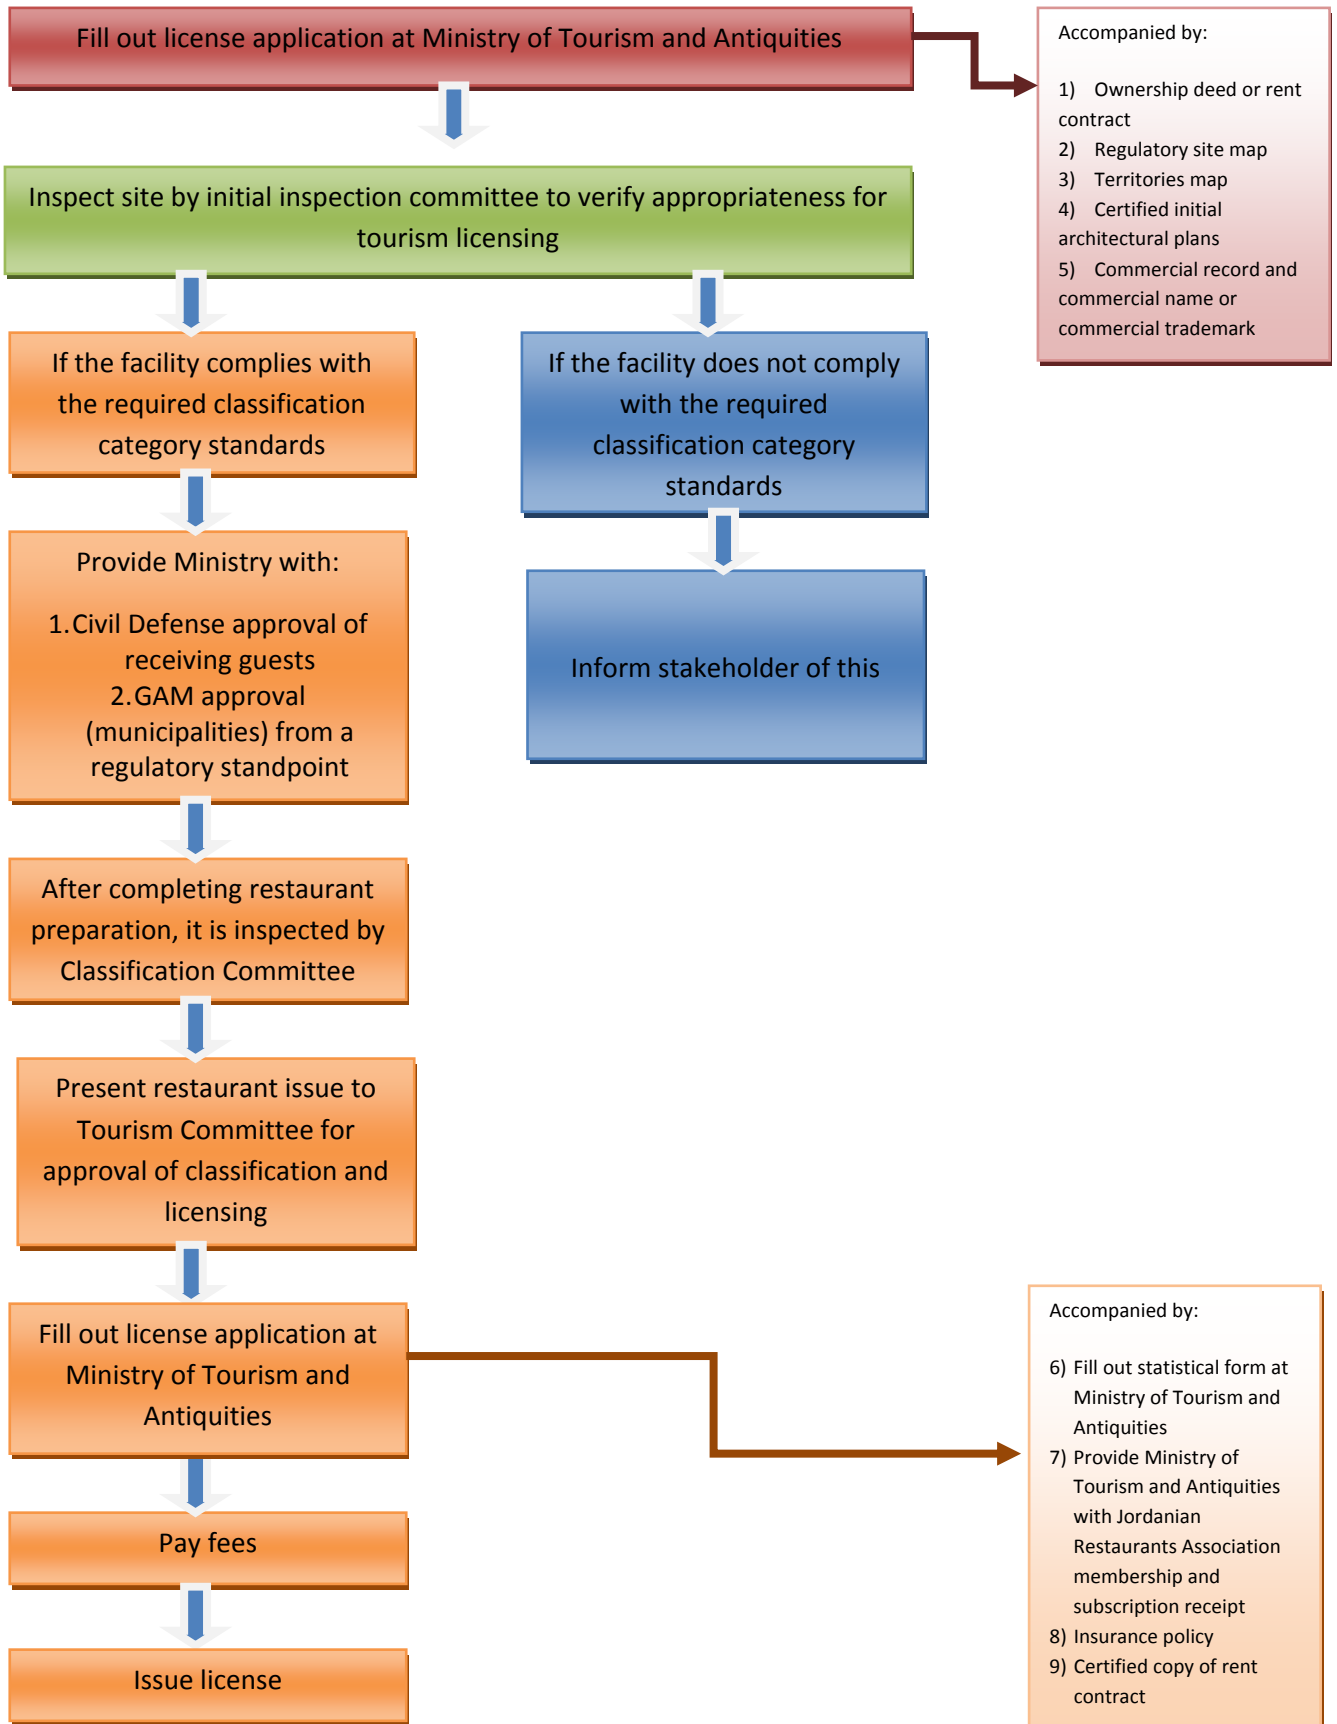 Fill out license application at Ministry of Tourism and Antiquities
Accompanied by:
1) Ownership deed or rent
contract
2) Regulatory site map
3) Territories map
4) Certified initial
architectural plans
5) Commercial record and
commercial name or
commercial trademark
Inspect site by initial inspection committee to verify appropriateness for
tourism licensing
If the facility complies with
the required classification
category standards
If the facility does not comply
with the required
classification category
standards
Provide Ministry with:
1.Civil Defense approval of
receiving guests
2.GAM approval
(municipalities) from a
regulatory standpoint
Inform stakeholder of this
After completing restaurant
preparation, it is inspected by
Classification Committee
Present restaurant issue to
Tourism Committee for
approval of classification and
licensing
Fill out license application at
Ministry of Tourism and
Antiquities
Accompanied by:
6) Fill out statistical form at
Ministry of Tourism and
Antiquities
7) Provide Ministry of
Tourism and Antiquities
with Jordanian
Restaurants Association
membership and
subscription receipt
8) Insurance policy
9) Certified copy of rent
contract
Pay fees
Issue license